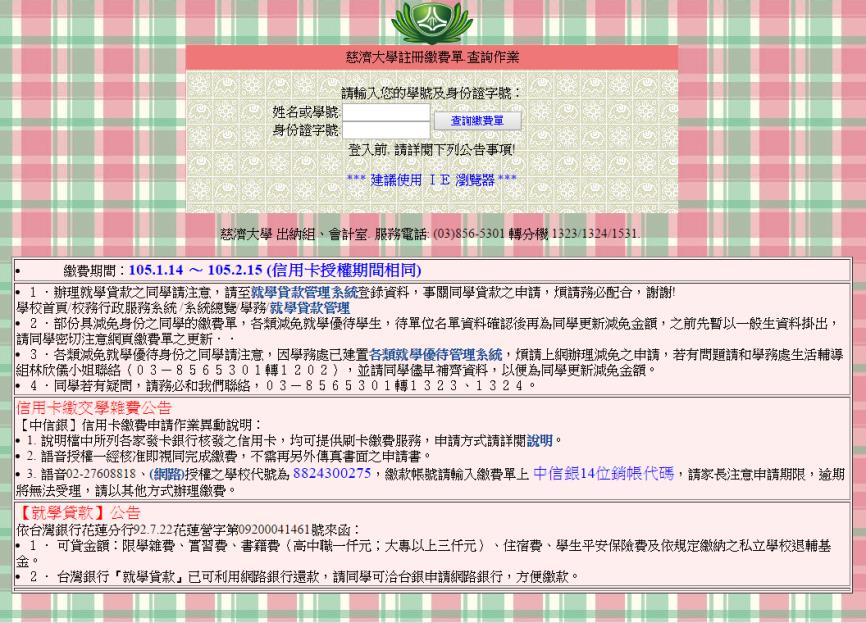 慈濟大學註冊繳費單-查詢作業
請輸入您的學號及身份證字號：
姓名或學號:
查詢繳費單
身份證字號:
登入前, 請詳閱下列公告事項!
*** 建議使用 ＩＥ 瀏覽器 ***
慈濟大學 出納組、會計室. 服務電話: (03)856-5301 轉分機 1323/1324/1531.
• 繳費期間：105.1.14 ～ 105.2.15 (信用卡授權期間相同)
• １．辦理就學貸款之同學請注意，請至就學貸款管理系統登錄資料，事關同學貸款之申請，煩請務必配合，謝謝!
學校首頁/校務行政服務系統 /系統總覽/學務/就學貸款管理
• ２．部份具減免身份之同學的繳費單，各類減免就學優待學生，待單位名單資料確認後再為同學更新減免金額，之前先暫以一般生資料掛出，
請同學密切注意網頁繳費單之更新．．
• ３．各類減免就學優待身份之同學請注意，因學務處已建置各類就學優待管理系統，煩請上網辦理減免之申請，若有問題請和學務處生活輔導
組林欣儀小姐聯絡（０３－８５６５３０１轉１２０２），並請同學儘早補齊資料，以便為同學更新減免金額。
• ４．同學若有疑問，請務必和我們聯絡，０３－８５６５３０１轉１３２３、１３２４。
信用卡繳交學雜費公告
【中信銀】信用卡繳費申請作業異動說明：
• 1. 說明檔中所列各家發卡銀行核發之信用卡，均可提供刷卡繳費服務，申請方式請詳閱說明。
• 2. 語音授權一經核准即視同完成繳費，不需再另外傳真書面之申請書。
• 3. 語音02-27608818、(網路)授權之學校代號為 8824300275，繳款帳號請輸入繳費單上 中信銀14位銷帳代碼，請家長注意申請期限，逾期
將無法受理，請以其他方式辦理繳費。
【就學貸款】公告
依台灣銀行花蓮分行92.7.22花蓮營字第09200041461號來函：
• １． 可貸金額：限學雜費、實習費、書籍費（高中職一仟元；大專以上三仟元）、住宿費、學生平安保險費及依規定繳納之私立學校退輔基
金。
• ２． 台灣銀行『就學貸款』已可利用網路銀行還款，請同學可洽台銀申請網路銀行，方便繳款。